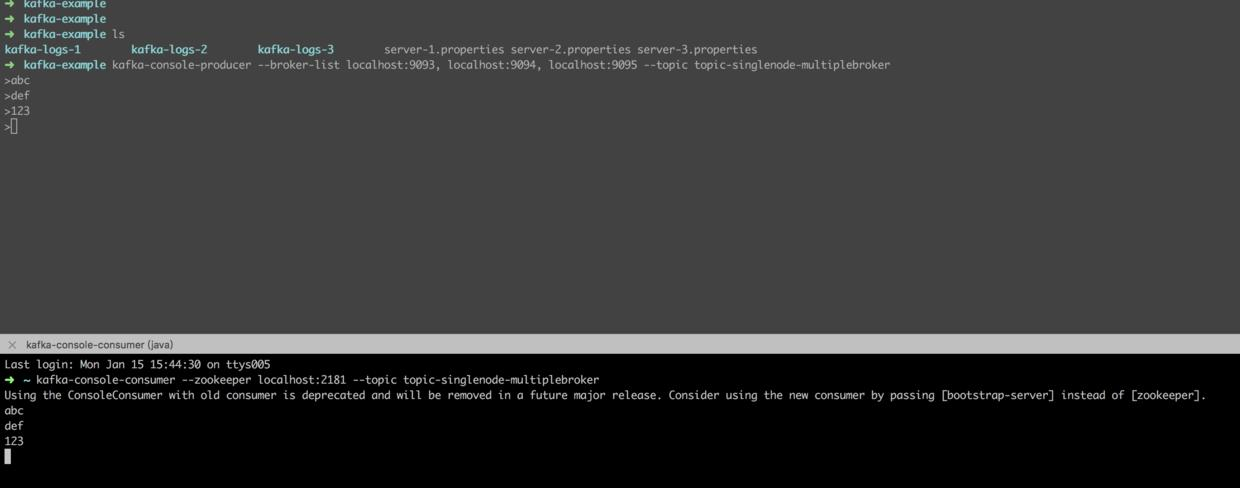 ➜ kafka-example
➜ kafka-example
➜ kafka-example ls
kafka-logs-1 kafka-logs-2 kafka-logs-3 server-1.properties server-2.properties server-3.properties
➜ kafka-example kafka-console-producer --broker-list localhost:9093, localhost:9094, localhost:9095 --topic topic-singlenode-multiplebroker
>abc
>def
>123
>
× kafka-console-consumer (java)
Last login: Mon Jan 15 15:44:30 on ttys005
➜ ~ kafka-console-consumer --zookeeper localhost:2181 --topic topic-singlenode-multiplebroker
Using the ConsoleConsumer with old consumer is deprecated and will be removed in a future major release. Consider using the new consumer by passing [bootstrap-server] instead of [zookeeper].
abc
def
123